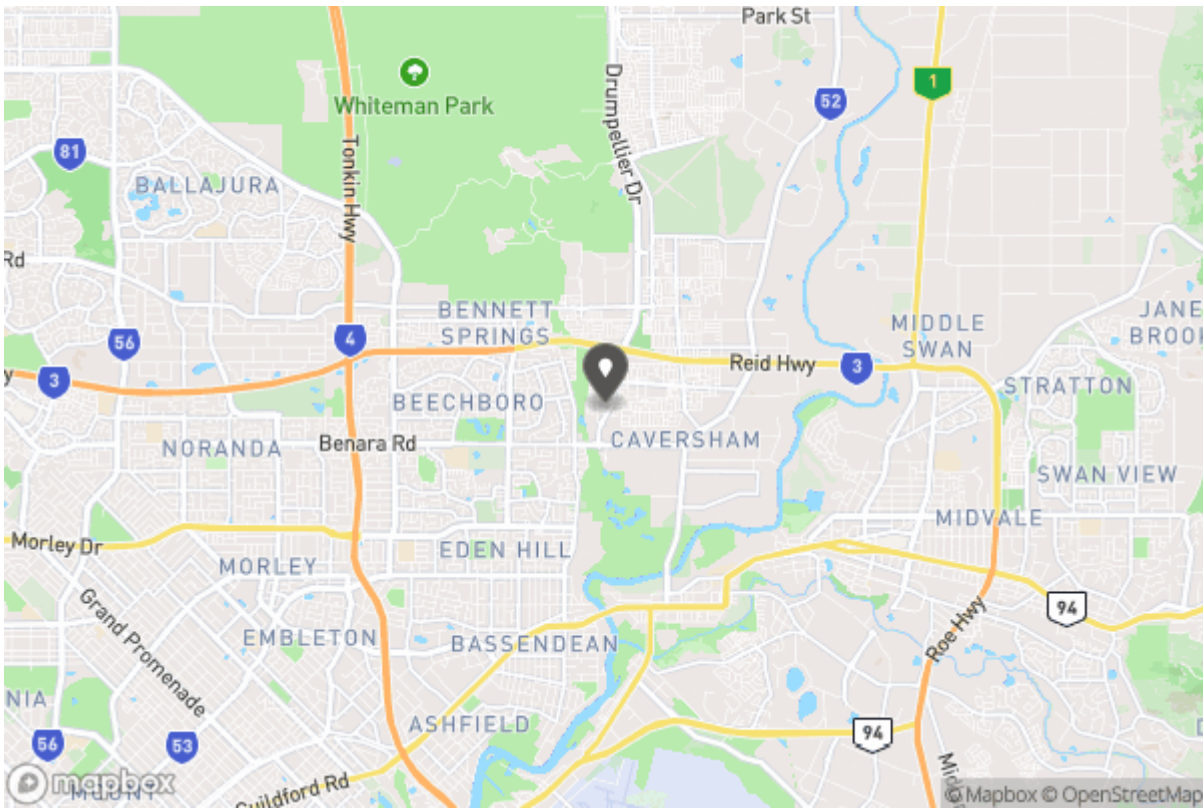 Park St
1
Whiteman Park
Drumpellier Dr
52
81
BALLAJURA
Tonkin Hwy
Rd
BENNETT
SPRINGS
56
4
MIDDLE
SWAN
JANE
BROOK
3
Reid Hwy
3
STRATTON
BEECHBORO
NORANDA
Benara Rd
CAVERSHAM
SWAN VIEW
MIDVALE
Morley Dr
EDEN HILL
MORLEY
Grand Promenade
EMBLETON
BASSENDEAN
Roe Hwy
94
ASHFIELD
94
56
53
mapbox
Guildford Rd
© Mapbox © OpenStreetMap